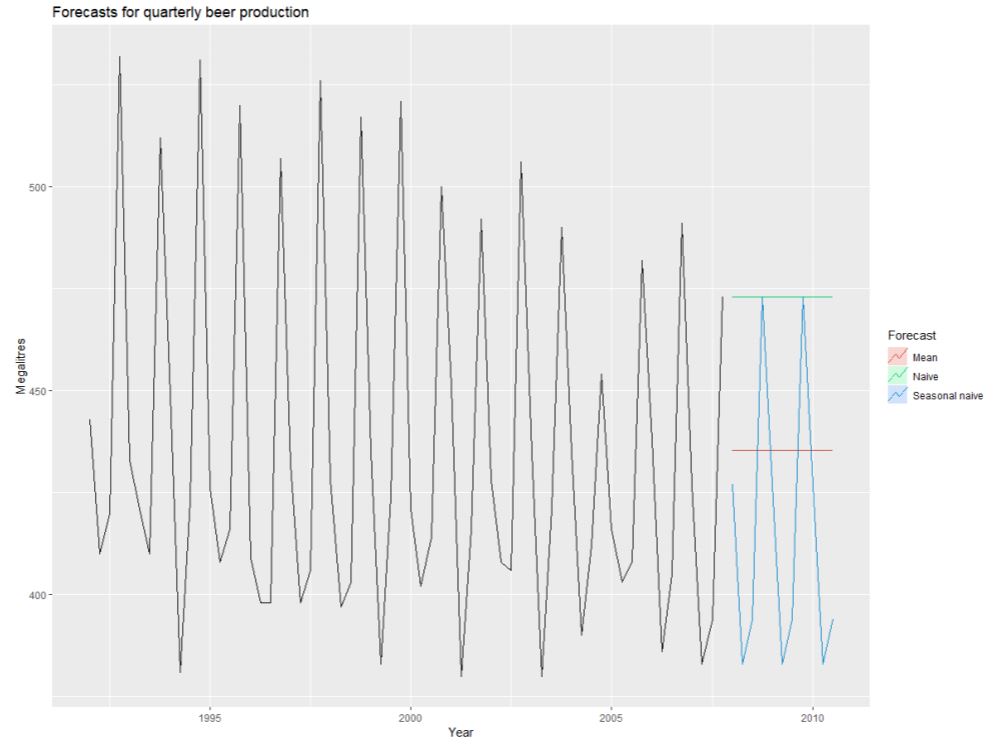 Forecasts for quarterly beer production
500
450
400
Megalitres
1995
2000
2005
2010
Year
Forecast
Mean
Naive
Seasonal naive